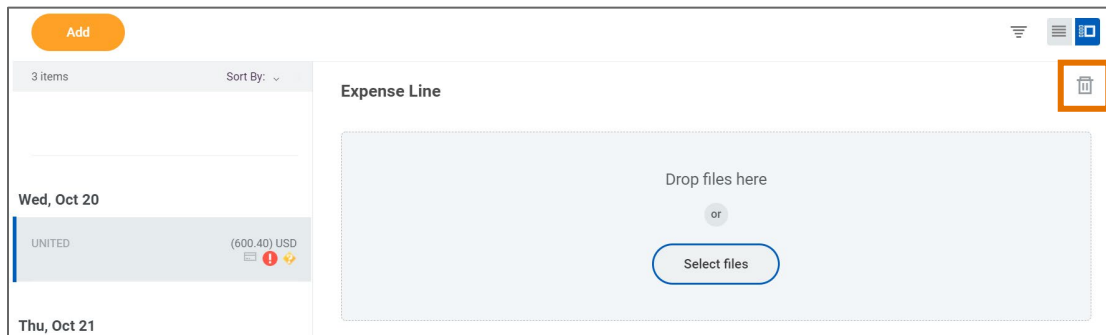 Add
3 items Sort By:
Expense Line
Drop files here
or
Select files
Wed, Oct 20
UNITED (600.40) USD
Thu, Oct 21